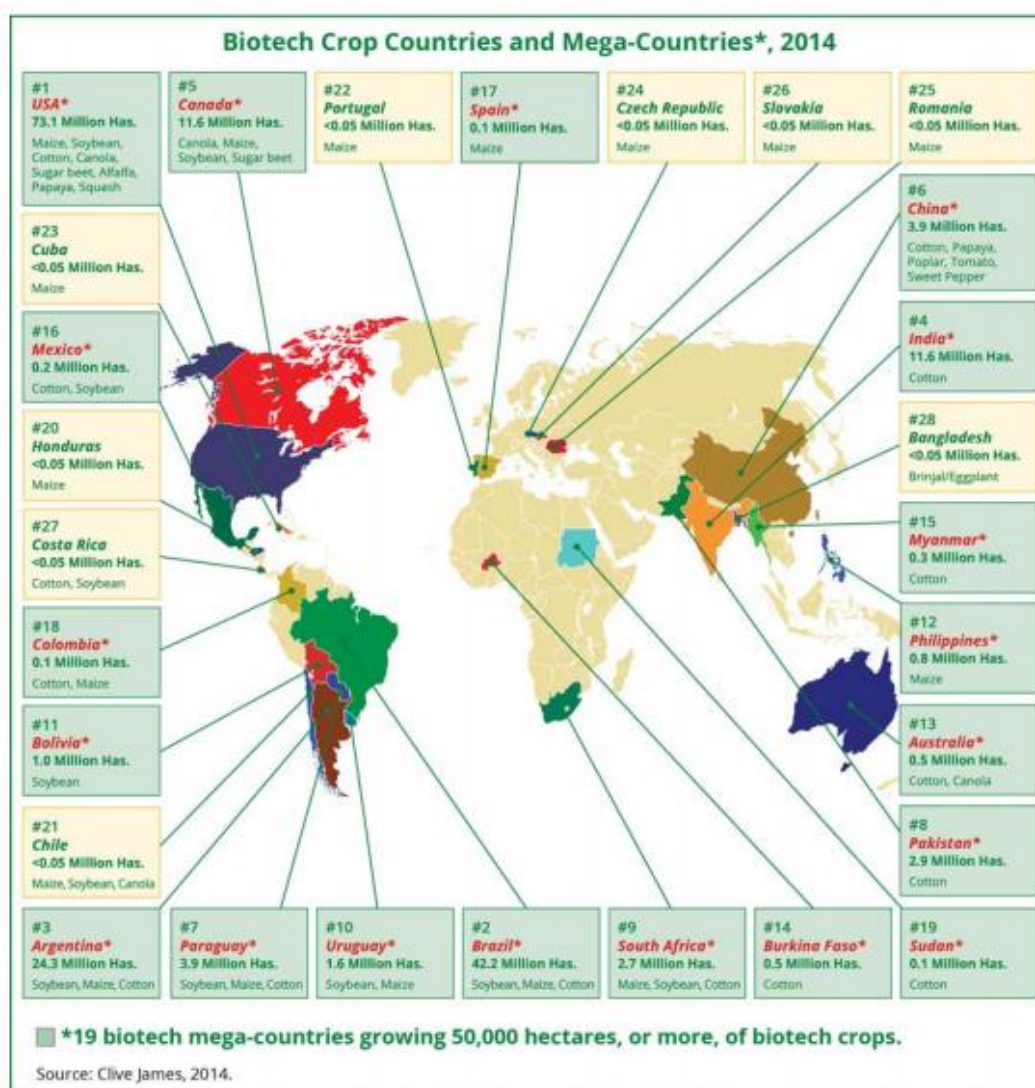 Biotech Crop Countries and Mega-Countries*, 2014
#1
USA*
73.1 Million Has.
Maize, Soybean,
Cotton, Canola,
Sugar beet, Alfalfa,
Papaya, Squash
#5
Canada*
11.6 Million Has.
Canola, Maize,
Soybean, Sugar beet
#22
Portugal
<0.05 Million Has.
Maize
#17
Spain*
0.1 Million Has.
Maize
#24
Czech Republic
<0.05 Million Has.
Maize
#26
Slovakia
<0.05 Million Has.
Maize
#25
Romania
<0.05 Million Has.
Maize
#23
Cuba
<0.05 Million Has.
Maize
#16
Mexico*
0.2 Million Has.
Cotton, Soybean
#20
Honduras
<0.05 Million Has.
Maize
#27
Costa Rica
<0.05 Million Has.
Cotton, Soybean
#18
Colombia*
0.1 Million Has.
Cotton, Maize
#11
Bolivia*
1.0 Million Has.
Soybean
#21
Chile
<0.05 Million Has.
Maize, Soybean, Canola
#6
China*
3.9 Million Has.
Cotton, Papaya,
Poplar, Tomato,
Sweet Pepper
#4
India*
11.6 Million Has.
Cotton
#28
Bangladesh
<0.05 Million Has.
Brinjal/Eggplant
#15
Myanmar*
0.3 Million Has.
Cotton
#12
Philippines*
0.8 Million Has.
Maize
#13
Australia*
0.5 Million Has.
Cotton, Canola
#8
Pakistan*
2.9 Million Has.
Cotton
#3
Argentina*
24.3 Million Has.
Soybean, Maize, Cotton
#7
Paraguay*
3.9 Million Has.
Soybean, Maize, Cotton
#10
Uruguay*
1.6 Million Has.
Soybean, Maize
#2
Brazil*
42.2 Million Has.
Soybean, Maize, Cotton
#9
South Africa*
2.7 Million Has.
Maize, Soybean, Cotton
#14
Burkina Faso*
0.5 Million Has.
Cotton
#19
Sudan*
0.1 Million Has.
Cotton
*19 biotech mega-countries growing 50,000 hectares, or more, of biotech crops.
Source: Clive James, 2014.